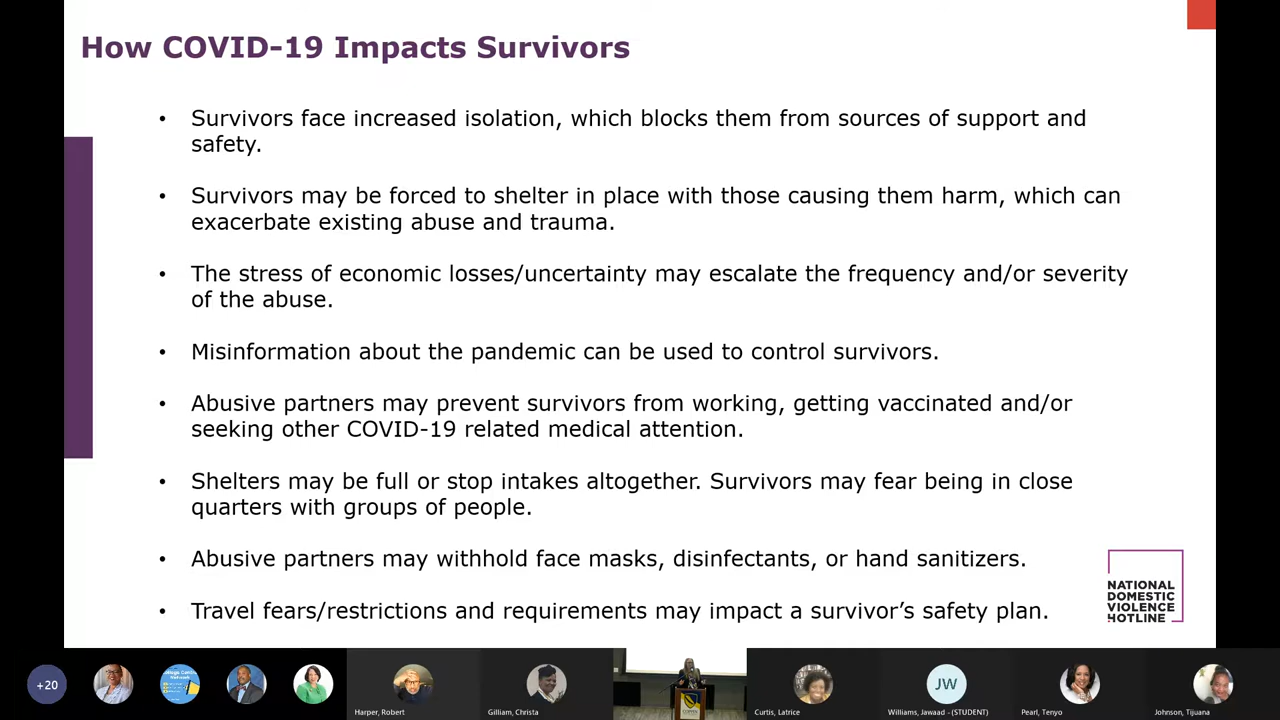 How COVID-19 Impacts Survivors
• Survivors face increased isolation, which blocks them from sources of support and
safety.
• Survivors may be forced to shelter in place with those causing them harm, which can
exacerbate existing abuse and trauma.
• The stress of economic losses/uncertainty may escalate the frequency and/or severity
of the abuse.
• Misinformation about the pandemic can be used to control survivors.
• Abusive partners may prevent survivors from working, getting vaccinated and/or
seeking other COVID-19 related medical attention.
• Shelters may be full or stop intakes altogether. Survivors may fear being in close
quarters with groups of people.
• Abusive partners may withhold face masks, disinfectants, or hand sanitizers.
• Travel fears/restrictions and requirements may impact a survivor’s safety plan.
NATIONAL
DOMESTIC
VIOLENCE
HOTLINE
+20
JW
Harper, Robert
Gilliam, Christa
Curtis, Latrice
Williams, Jawaad - (STUDENT)
Pearl, Tenyo
Johnson, Tijuana